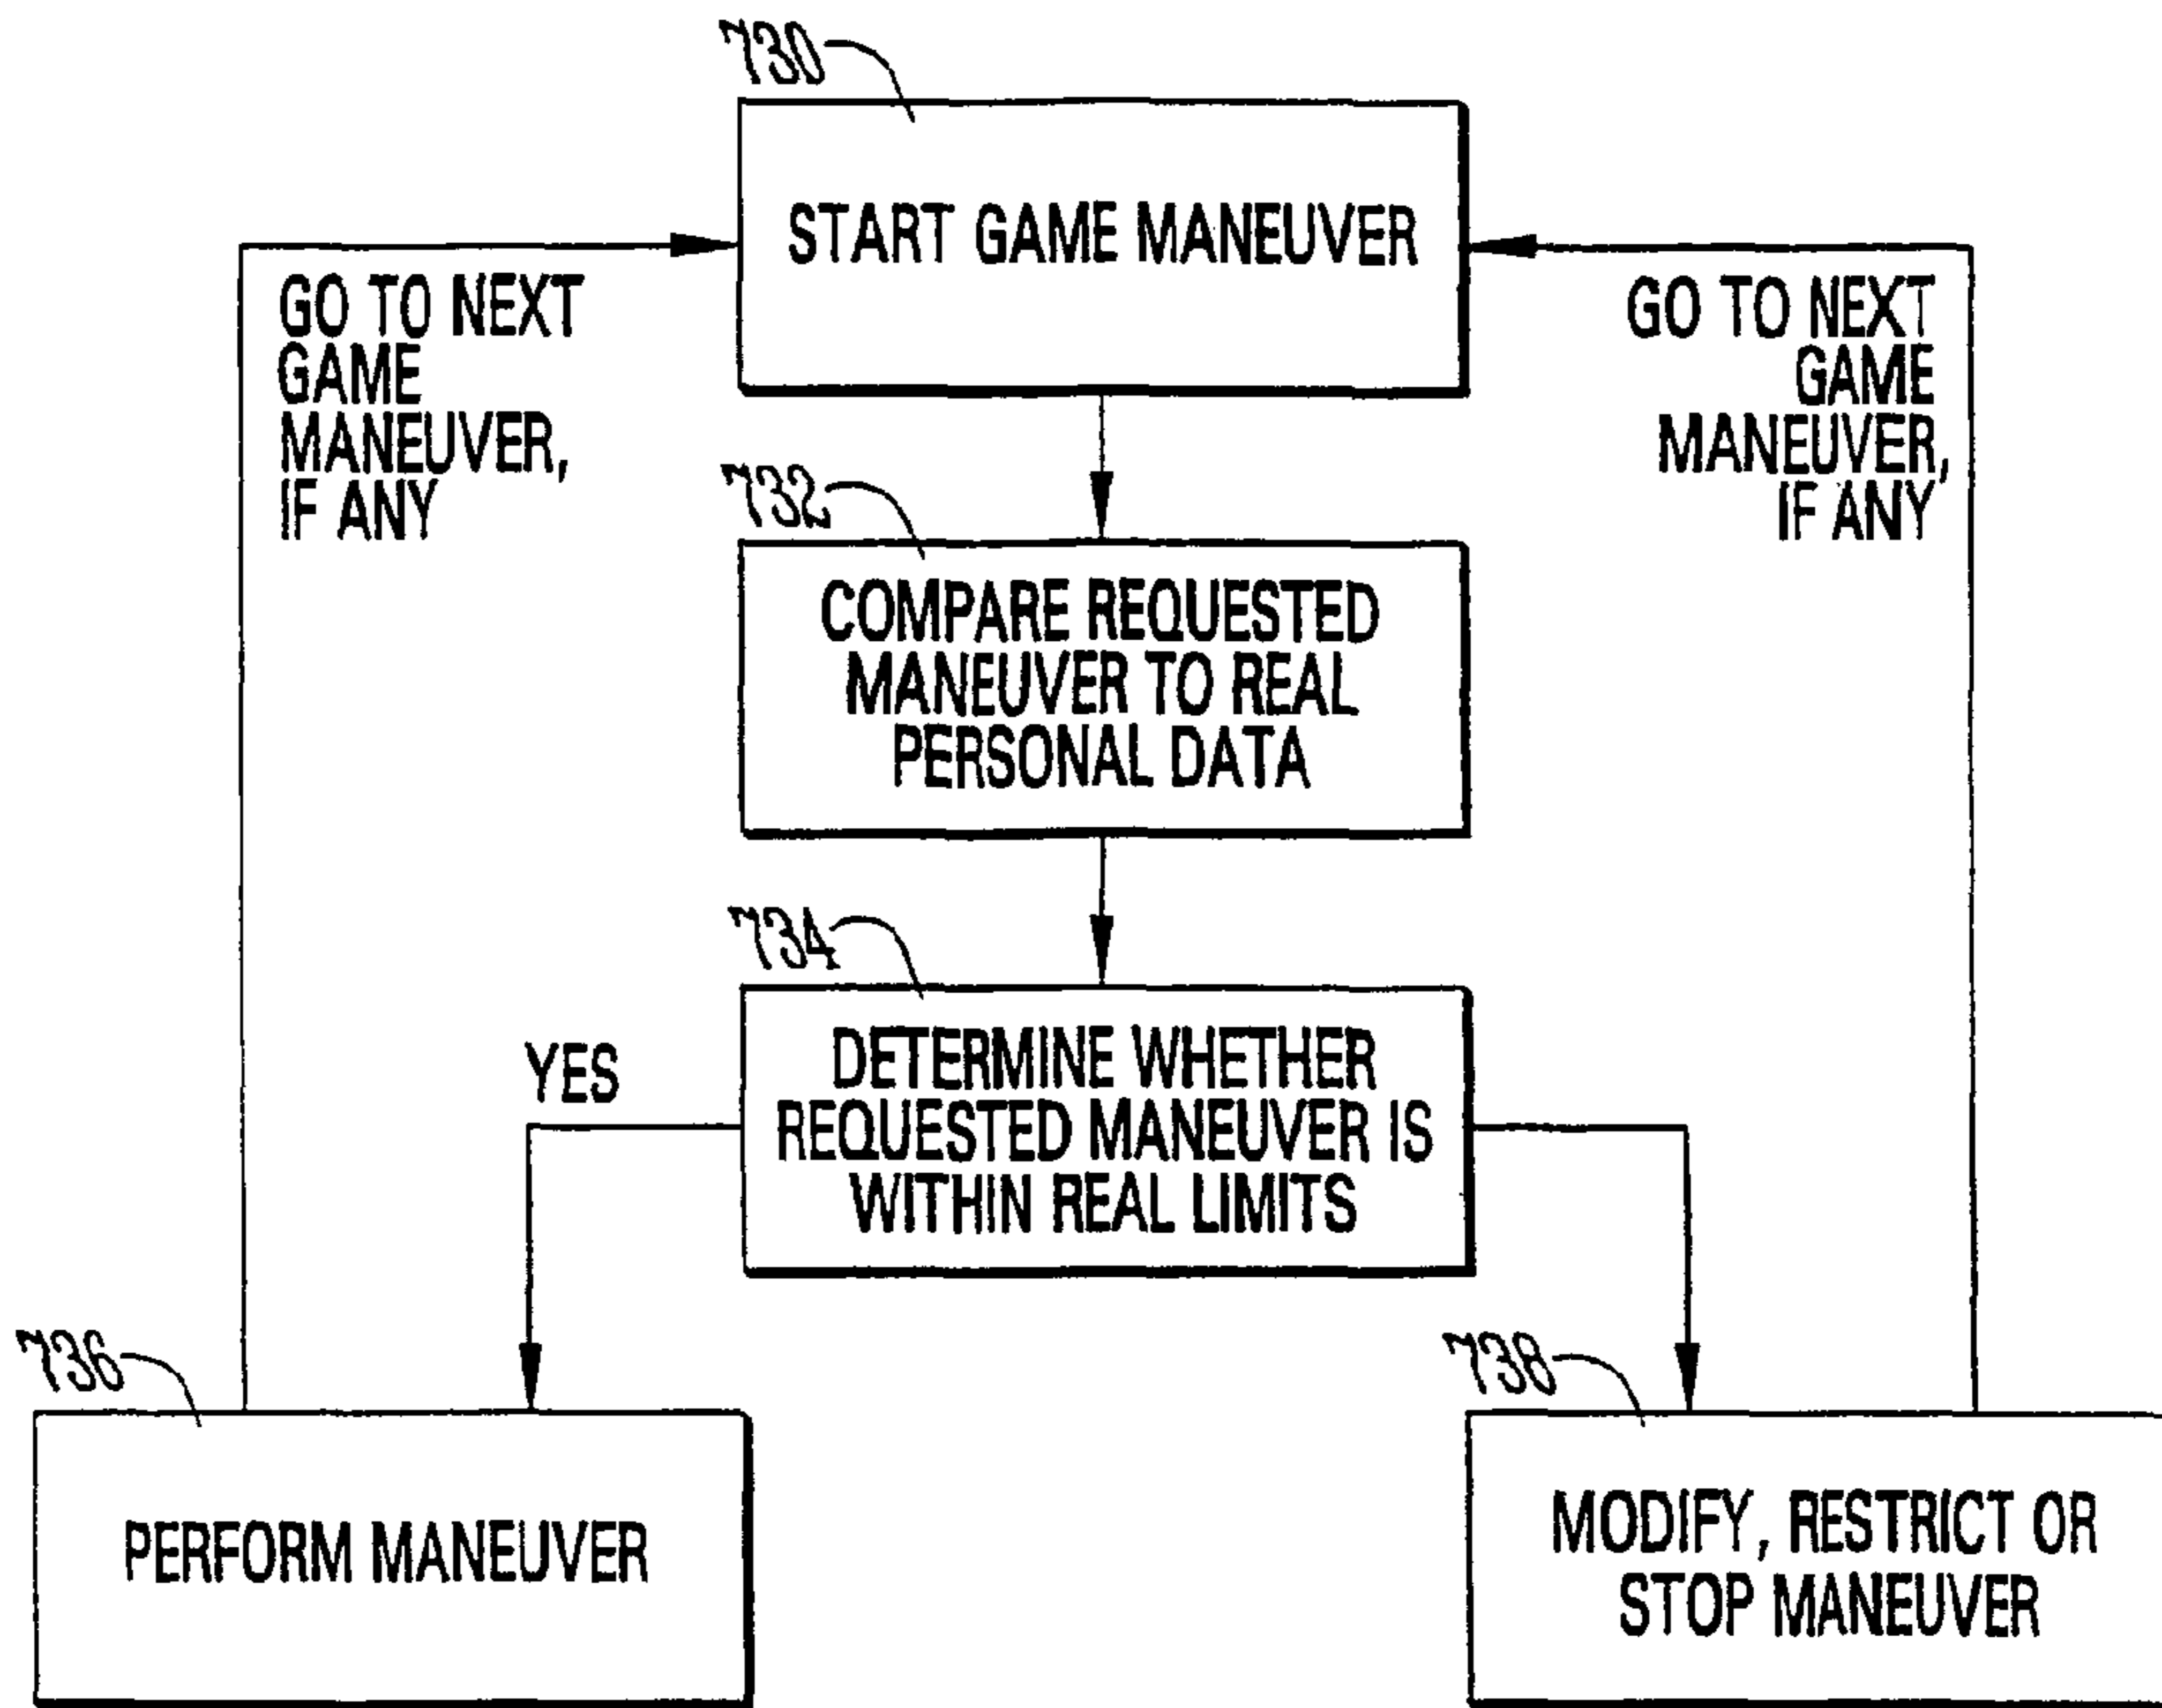 730
START GAME MANEUVER
GO TO NEXT
GAME
MANEUVER,
IF ANY
GO TO NEXT
GAME
MANEUVER,
IF ANY
732
COMPARE REQUESTED
MANEUVER TO REAL
PERSONAL DATA
734
DETERMINE WHETHER
REQUESTED MANEUVER IS
WITHIN REAL LIMITS
YES
736
PERFORM MANEUVER
738
MODIFY, RESTRICT OR
STOP MANEUVER